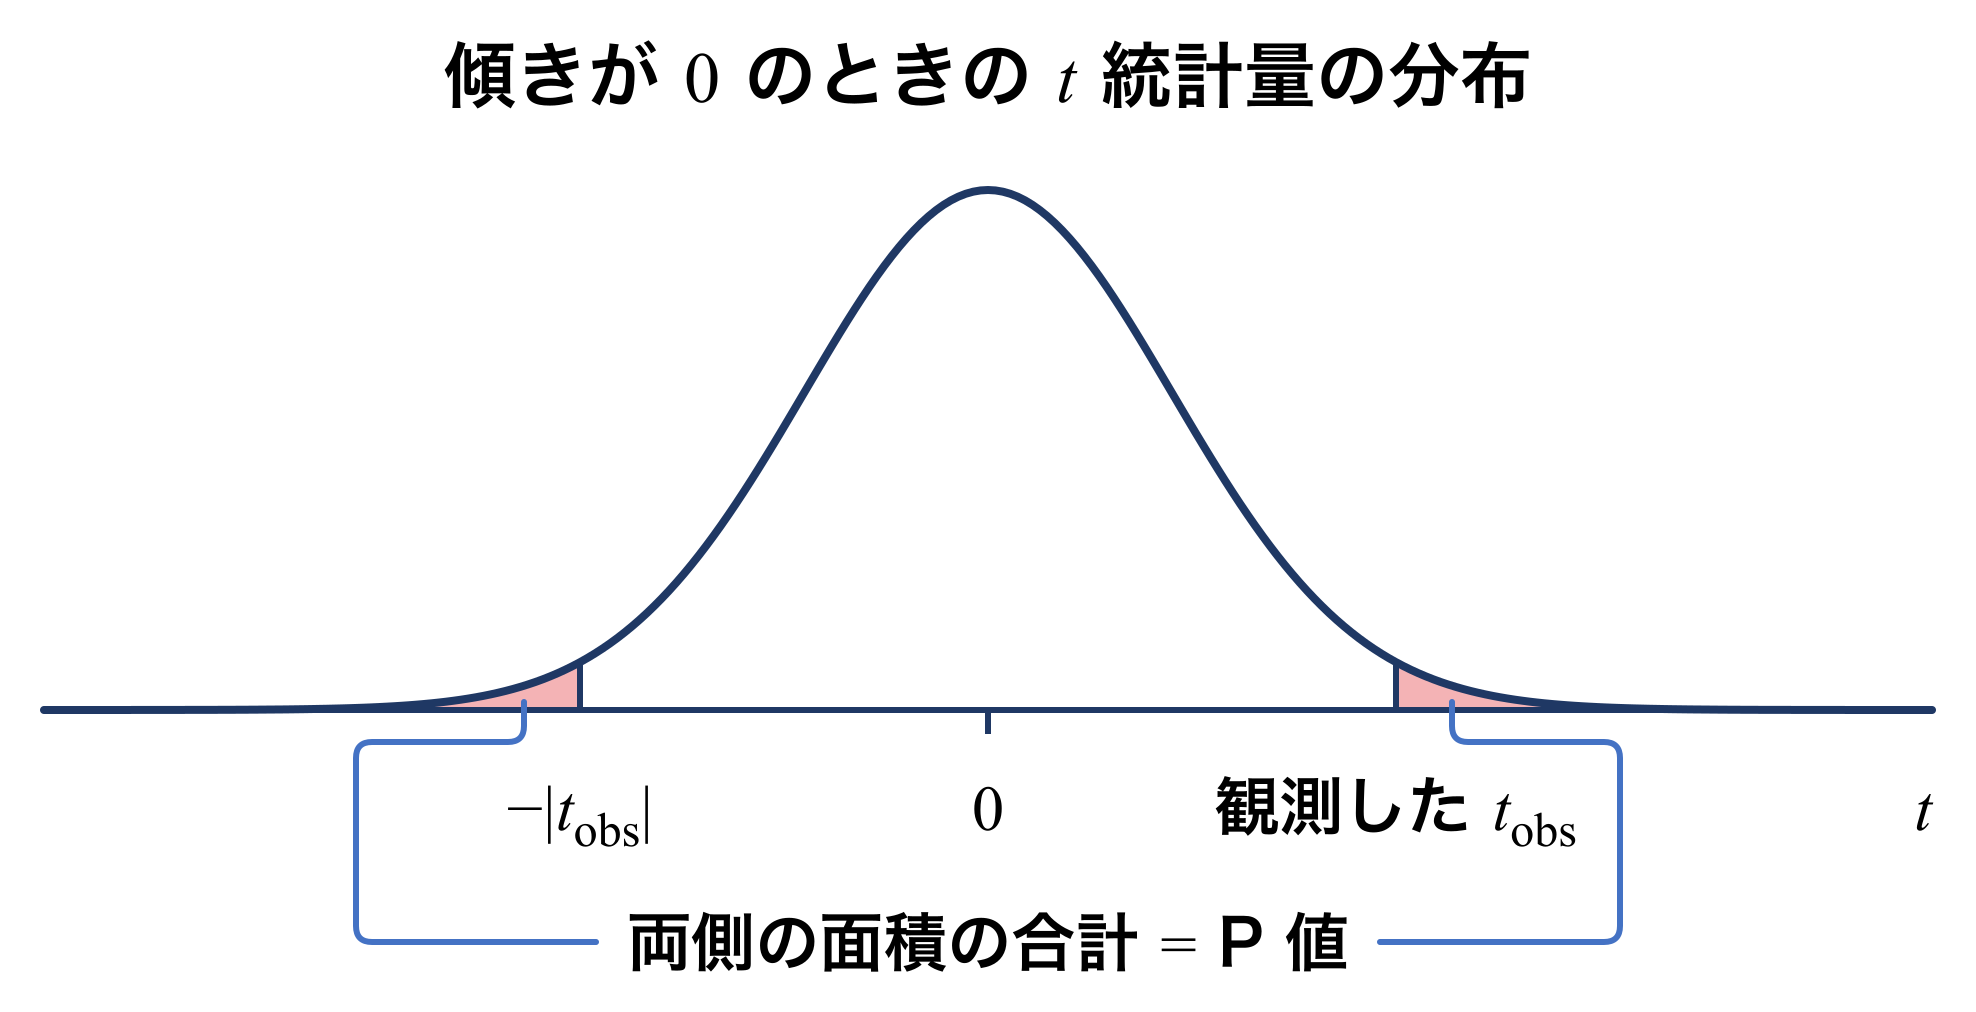 傾きが 0 のときの t 統計量の分布
−|t_obs|
0
観測した t_obs
t
両側の面積の合計 = P 値